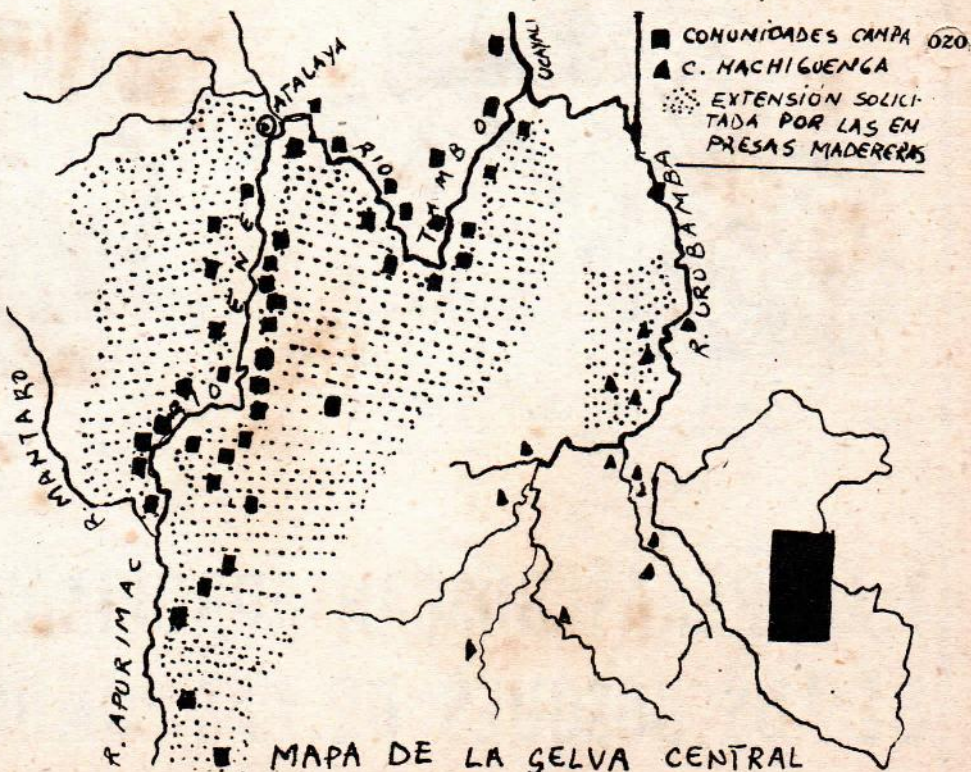 COMUNIDADES CAMPA
020
C. MACHIGUENGA
EXTENSIÓN SOLICI-
TADA POR LAS EM
PRESAS MADERERAS
UCAYALI
ATALAYA
RIO TAMBO
RIO ENE
R. URUBAMBA
R. MANTARO
R. APURIMAC
MAPA DE LA SELVA CENTRAL